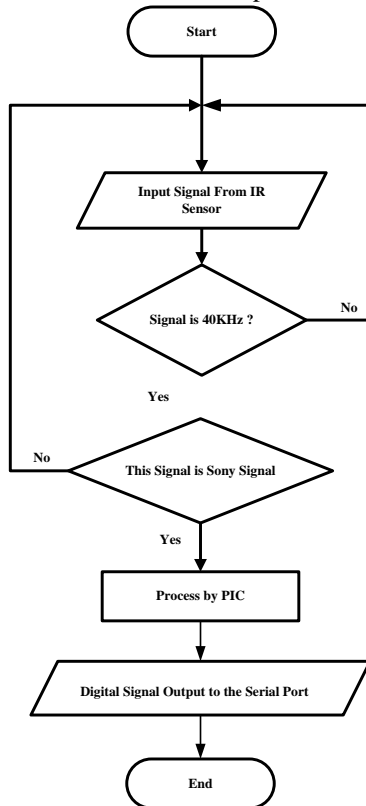 Start
Input Signal From IR
Sensor
Signal is 40KHz ?
No
Yes
No
This Signal is Sony Signal
Yes
Process by PIC
Digital Signal Output to the Serial Port
End